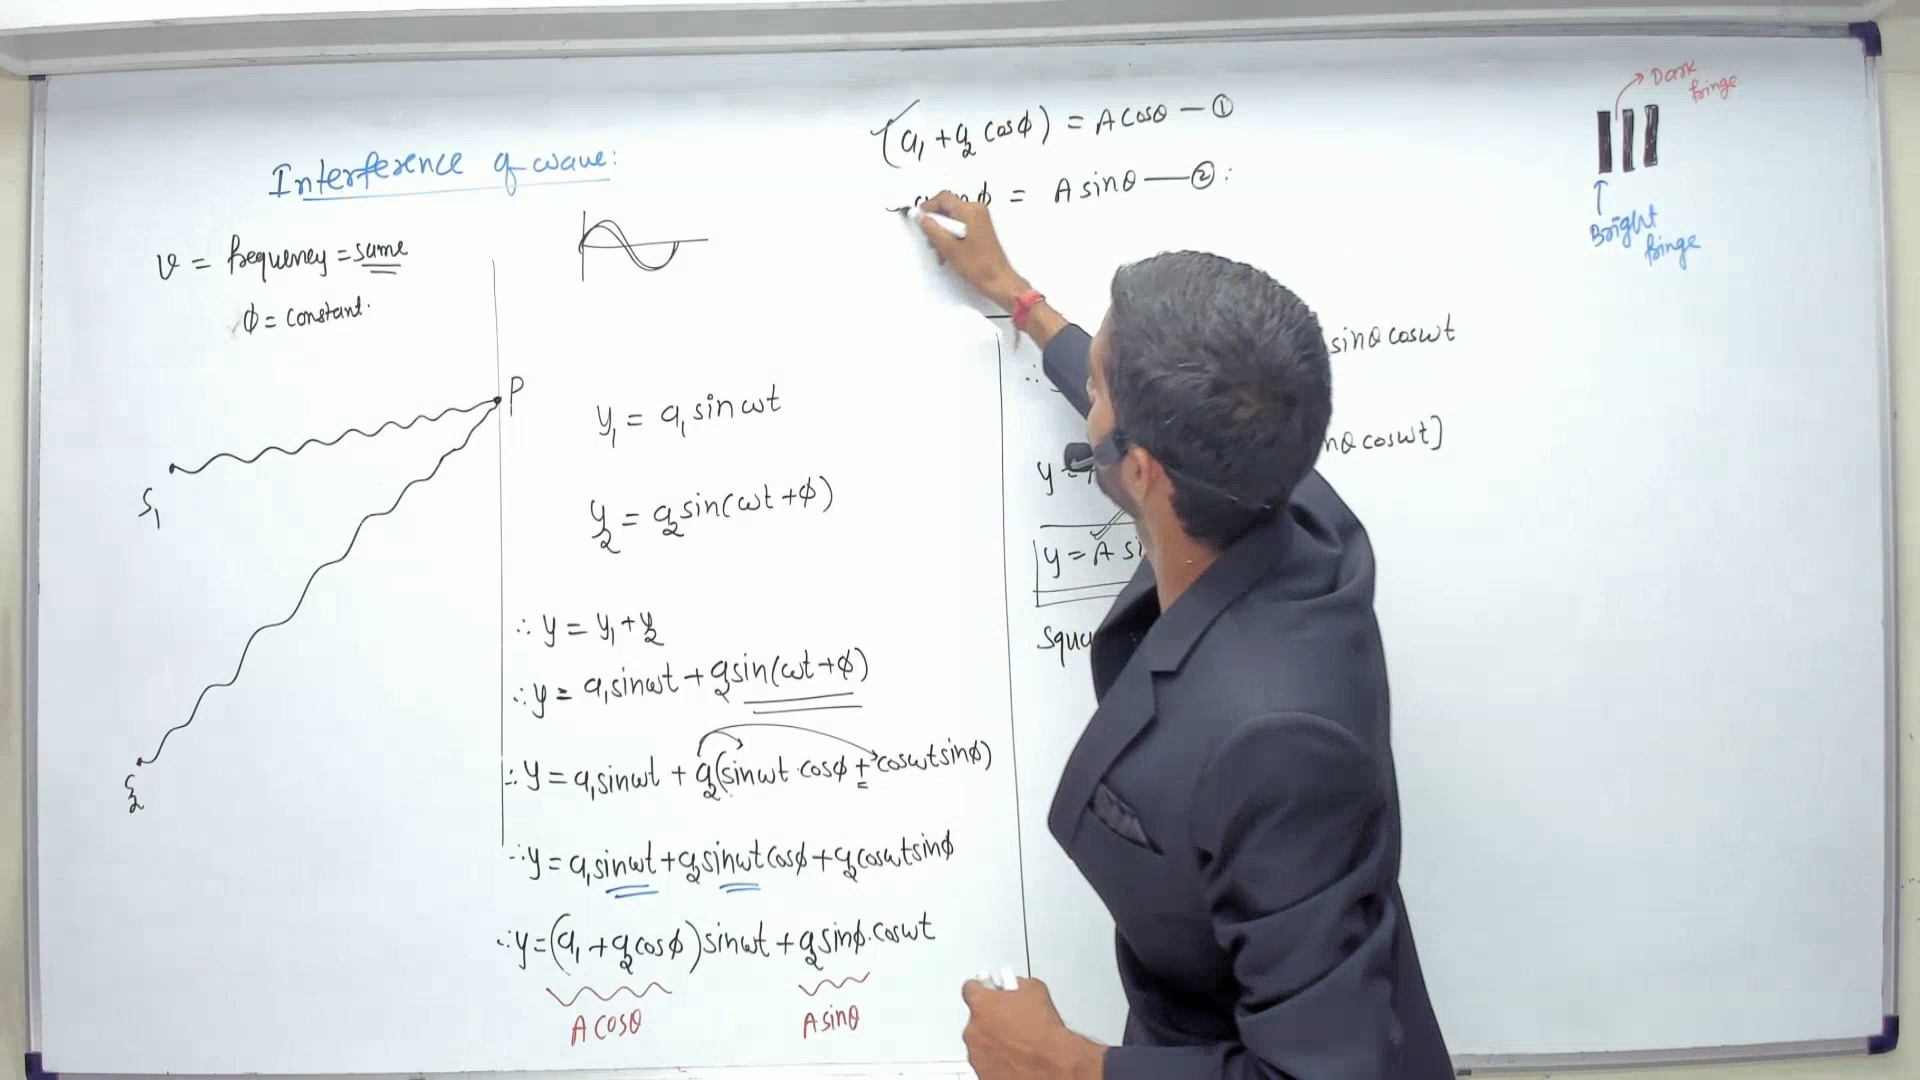 Interference of wave:
ν = frequency = same
ϕ = constant.
P
S₁
S₂
y₁ = a₁ sin ωt
y₂ = a₂ sin(ωt + ϕ)
∴ y = y₁ + y₂
∴ y = a₁ sin ωt + a₂ sin(ωt + ϕ)
∴ y = a₁ sin ωt + a₂(sin ωt · cos ϕ + cos ωt sin ϕ)
∴ y = a₁ sin ωt + a₂ sin ωt cos ϕ + a₂ cos ωt sin ϕ
∴ y = (a₁ + a₂ cos ϕ) sin ωt + a₂ sin ϕ · cos ωt
A cos θ
A sin θ
(a₁ + a₂ cos ϕ) = A cos θ — ①
ϕ = A sin θ — ② :
∴
sin θ cos ωt
y =
θ cos ωt]
y = A si
Squa
Dark
fringe
Bright
fringe